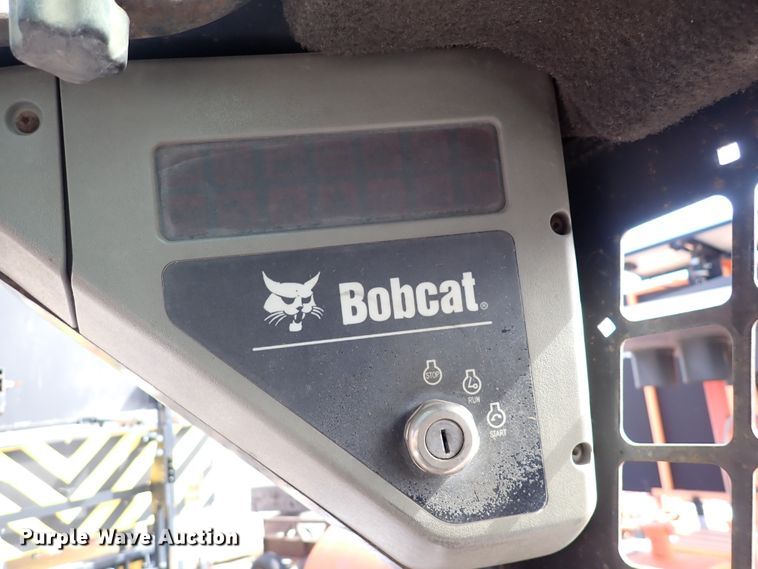 Bobcat®
STOP
RUN
START
Purple Wave Auction®